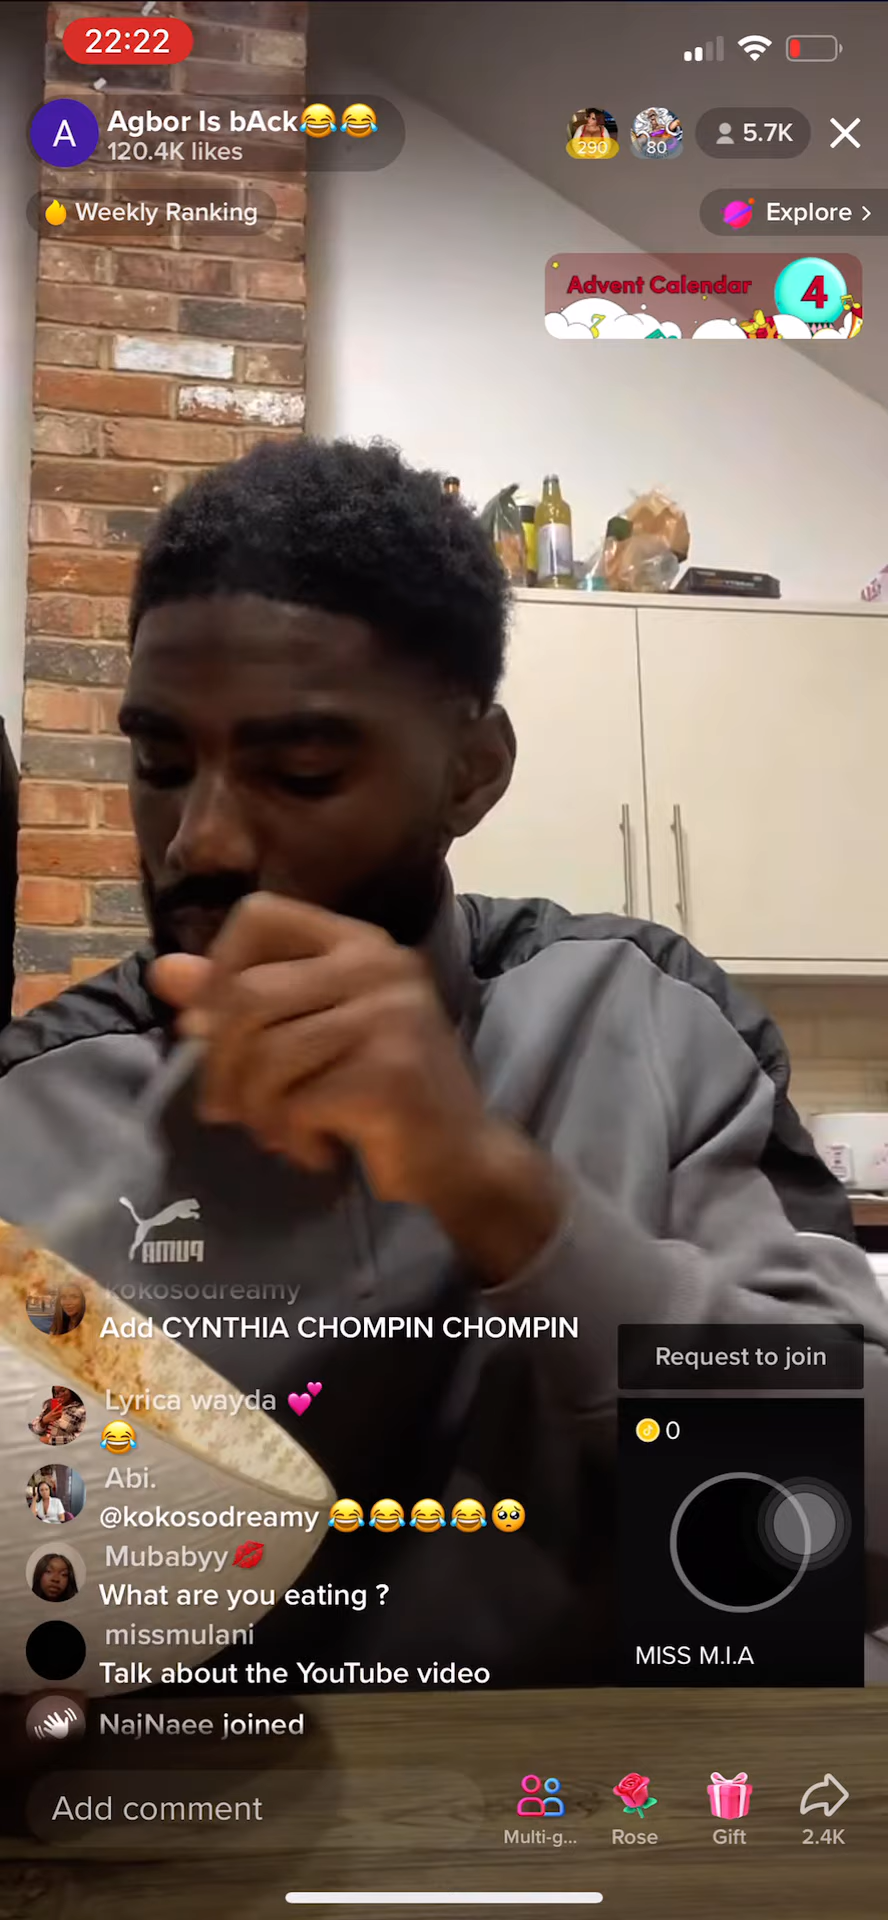 22:22
A
Agbor Is bAck😂😂
120.4K likes
290
80
5.7K
Weekly Ranking
Explore >
Advent Calendar
4
PUMA
kokosodreamy
Add CYNTHIA CHOMPIN CHOMPIN
Lyrica wayda 💕
😂
Abi.
@kokosodreamy 😂😂😂😂🥺
Mubabyy💋
What are you eating ?
missmulani
Talk about the YouTube video
NajNaee joined
Request to join
0
MISS M.I.A
Add comment
Multi-g...
Rose
Gift
2.4K